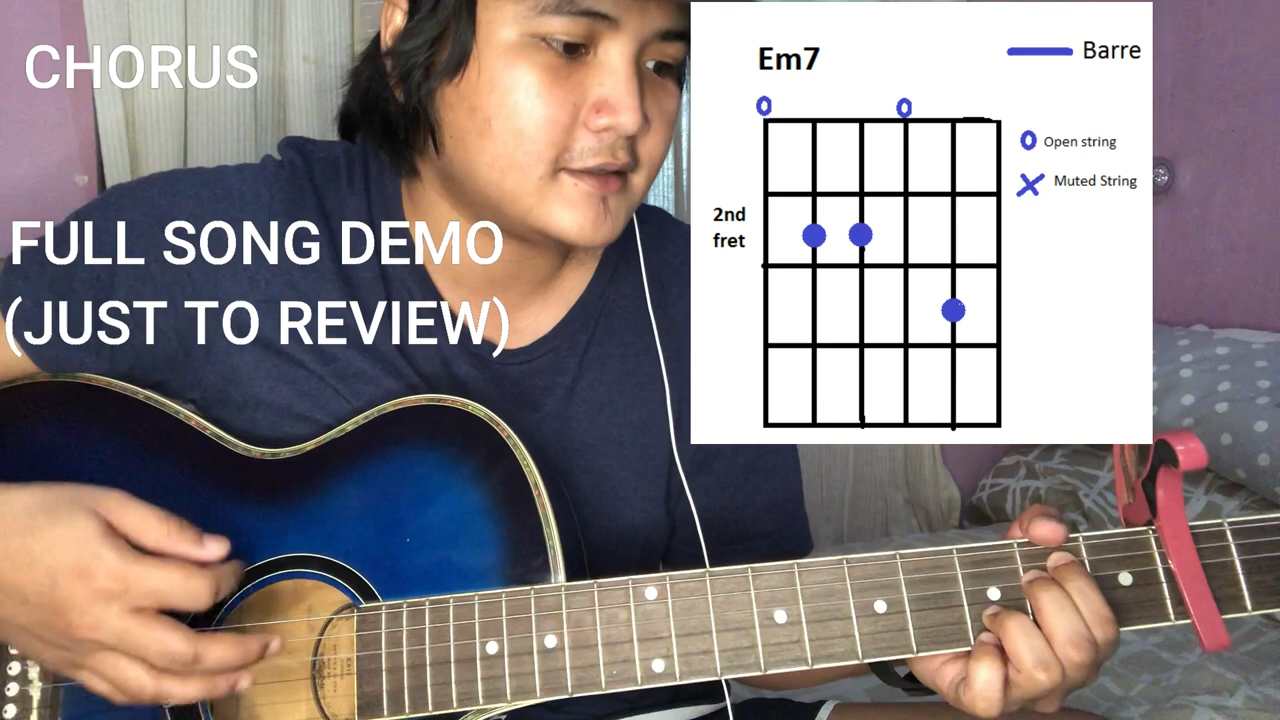 CHORUS
FULL SONG DEMO
(JUST TO REVIEW)
Em7
Barre
Open string
Muted String
2nd
fret